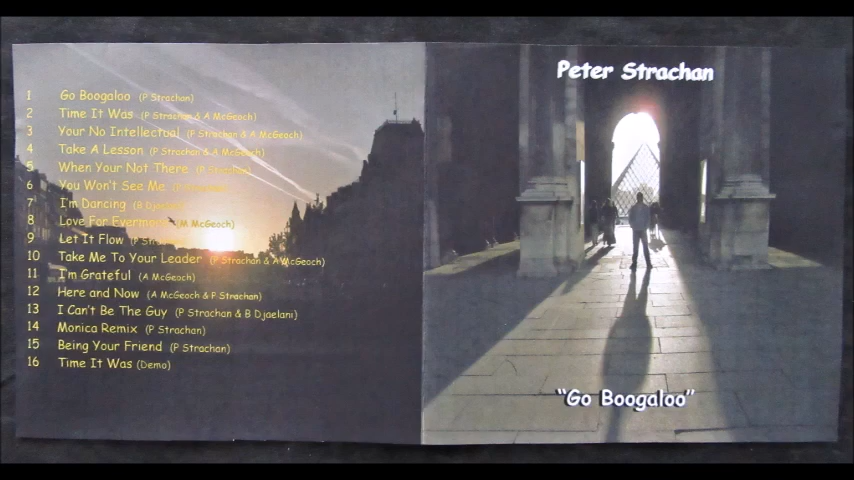 1 Go Boogaloo (P Strachan)
2 Time It Was (P Strachan & A McGeoch)
3 Your No Intellectual (P Strachan & A McGeoch)
4 Take A Lesson (P Strachan & A McGeoch)
5 When Your Not There (P Strachan)
6 You Won't See Me (P Strachan)
7 I'm Dancing (B Djaelani)
8 Love For Evermore (M McGeoch)
9 Let It Flow (P Strachan)
10 Take Me To Your Leader (P Strachan & A McGeoch)
11 I'm Grateful (A McGeoch)
12 Here and Now (A McGeoch & P Strachan)
13 I Can't Be The Guy (P Strachan & B Djaelani)
14 Monica Remix (P Strachan)
15 Being Your Friend (P Strachan)
16 Time It Was (Demo)
Peter Strachan
"Go Boogaloo"